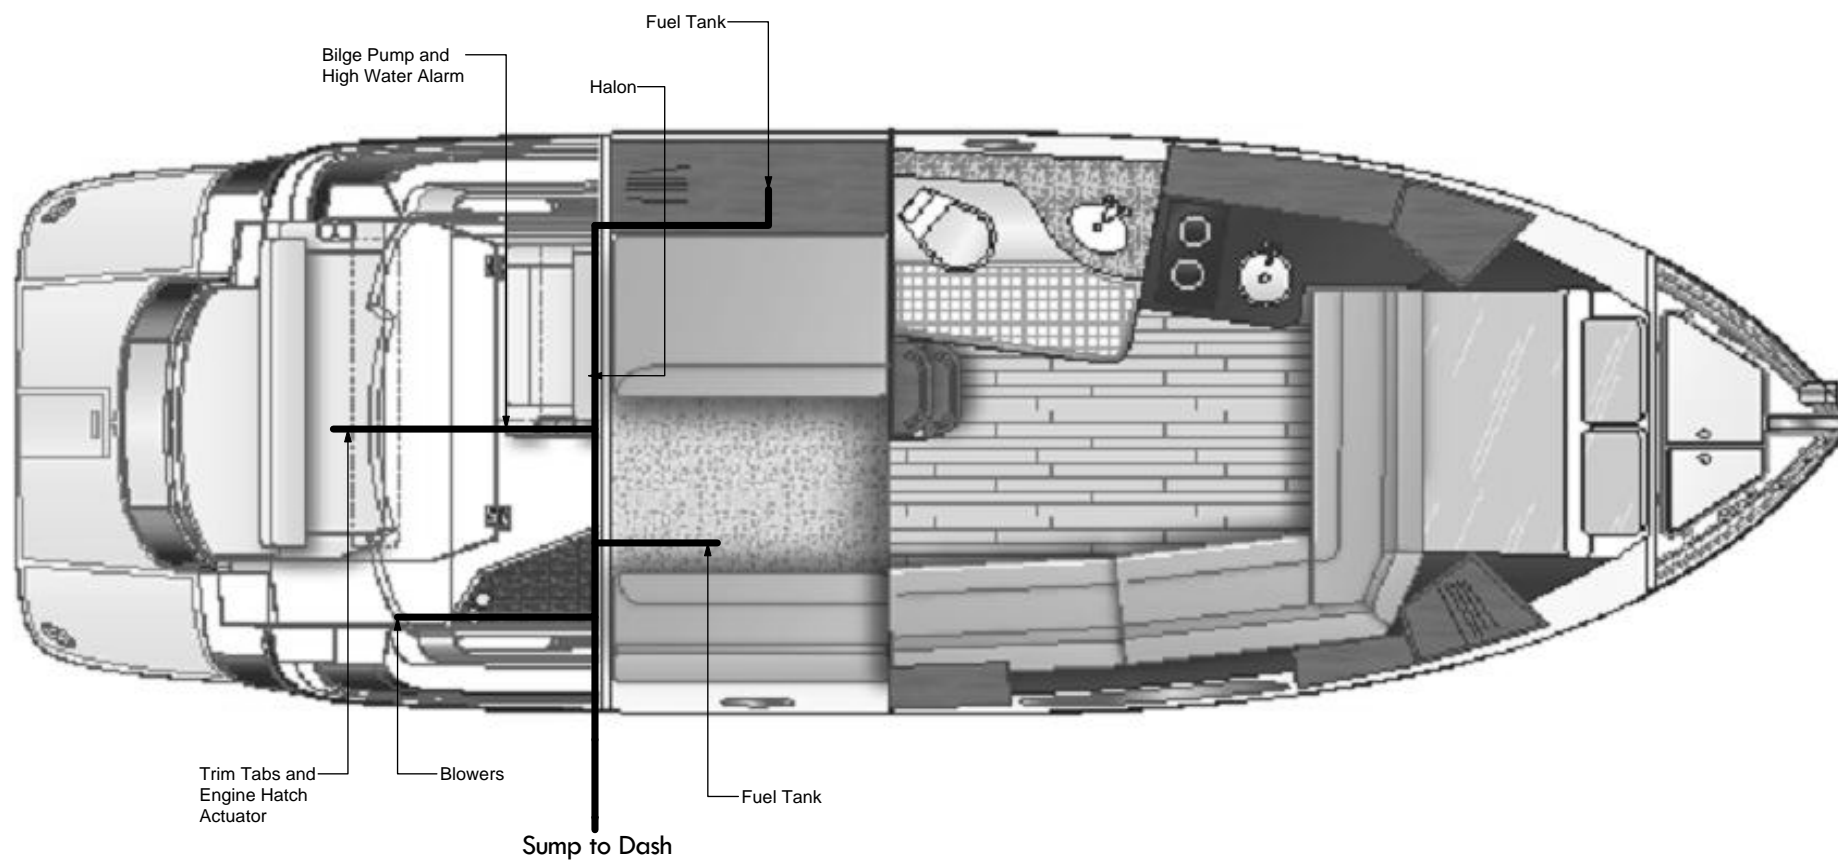 Fuel Tank
Bilge Pump and
High Water Alarm
Halon
Trim Tabs and
Engine Hatch
Actuator
Blowers
Fuel Tank
Sump to Dash